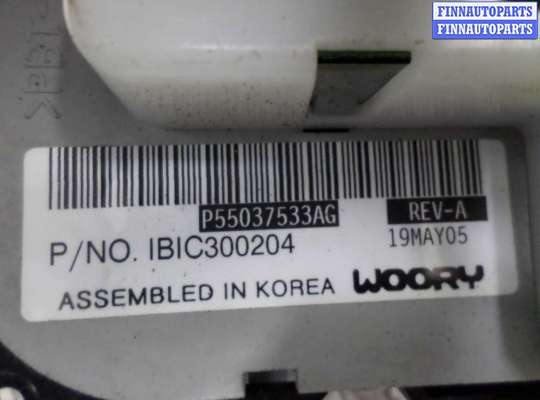 FINNAUTOPARTS
FINNAUTOPARTS
P55037533AG REV-A
P/NO. IBIC300204 19MAY05
ASSEMBLED IN KOREA WOORY